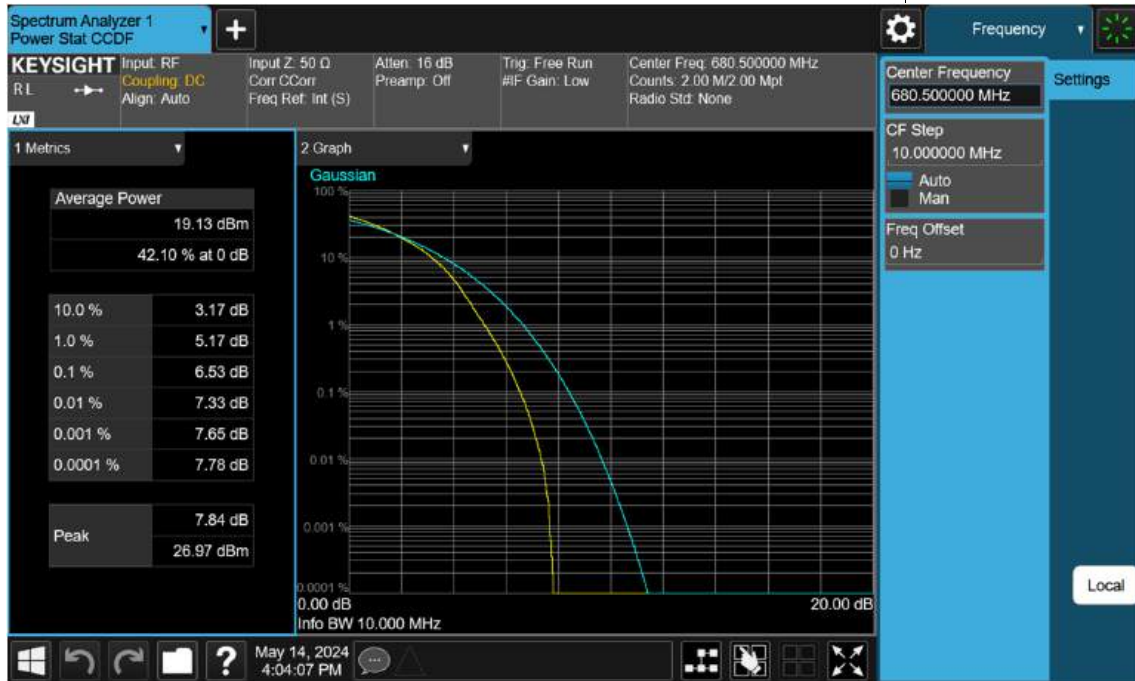 Spectrum Analyzer 1
Power Stat CCDF
+
Frequency
KEYSIGHT
RL
LXI
Input: RF
Coupling: DC
Align: Auto
Input Z: 50 Ω
Corr CCorr
Freq Ref: Int (S)
Atten: 16 dB
Preamp: Off
Trig: Free Run
#IF Gain: Low
Center Freq: 680.500000 MHz
Counts: 2.00 M/2.00 Mpt
Radio Std: None
Center Frequency
680.500000 MHz
Settings
CF Step
10.000000 MHz
Auto
Man
Freq Offset
0 Hz
1 Metrics
Average Power
19.13 dBm
42.10 % at 0 dB
10.0 % 3.17 dB
1.0 % 5.17 dB
0.1 % 6.53 dB
0.01 % 7.33 dB
0.001 % 7.65 dB
0.0001 % 7.78 dB
Peak
7.84 dB
26.97 dBm
2 Graph
Gaussian
100 %
10 %
1 %
0.1 %
0.01 %
0.001 %
0.0001 %
0.00 dB 20.00 dB
Info BW 10.000 MHz
Local
?
May 14, 2024
4:04:07 PM